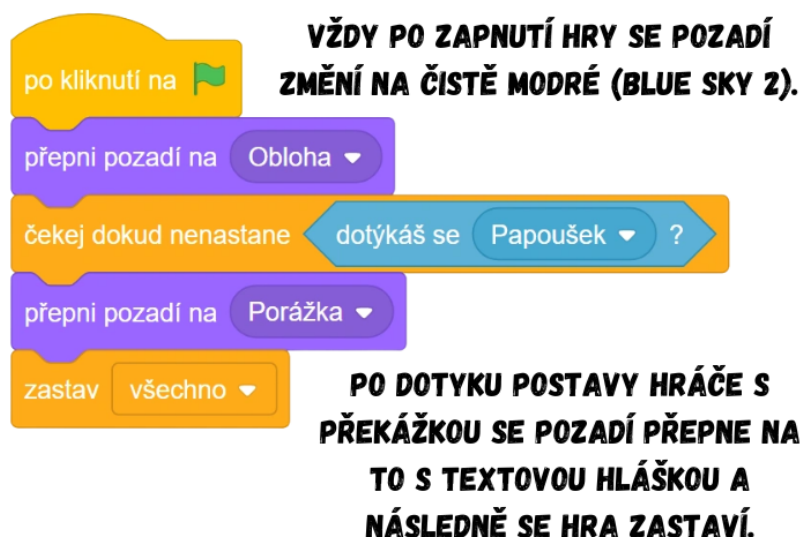 VŽDY PO ZAPNUTÍ HRY SE POZADÍ
ZMĚNÍ NA ČISTĚ MODRÉ (BLUE SKY 2).
po kliknutí na
přepni pozadí na Obloha
čekej dokud nenastane dotýkáš se Papoušek ?
přepni pozadí na Porážka
zastav všechno
PO DOTYKU POSTAVY HRÁČE S
PŘEKÁŽKOU SE POZADÍ PŘEPNE NA
TO S TEXTOVOU HLÁŠKOU A
NÁSLEDNĚ SE HRA ZASTAVÍ.